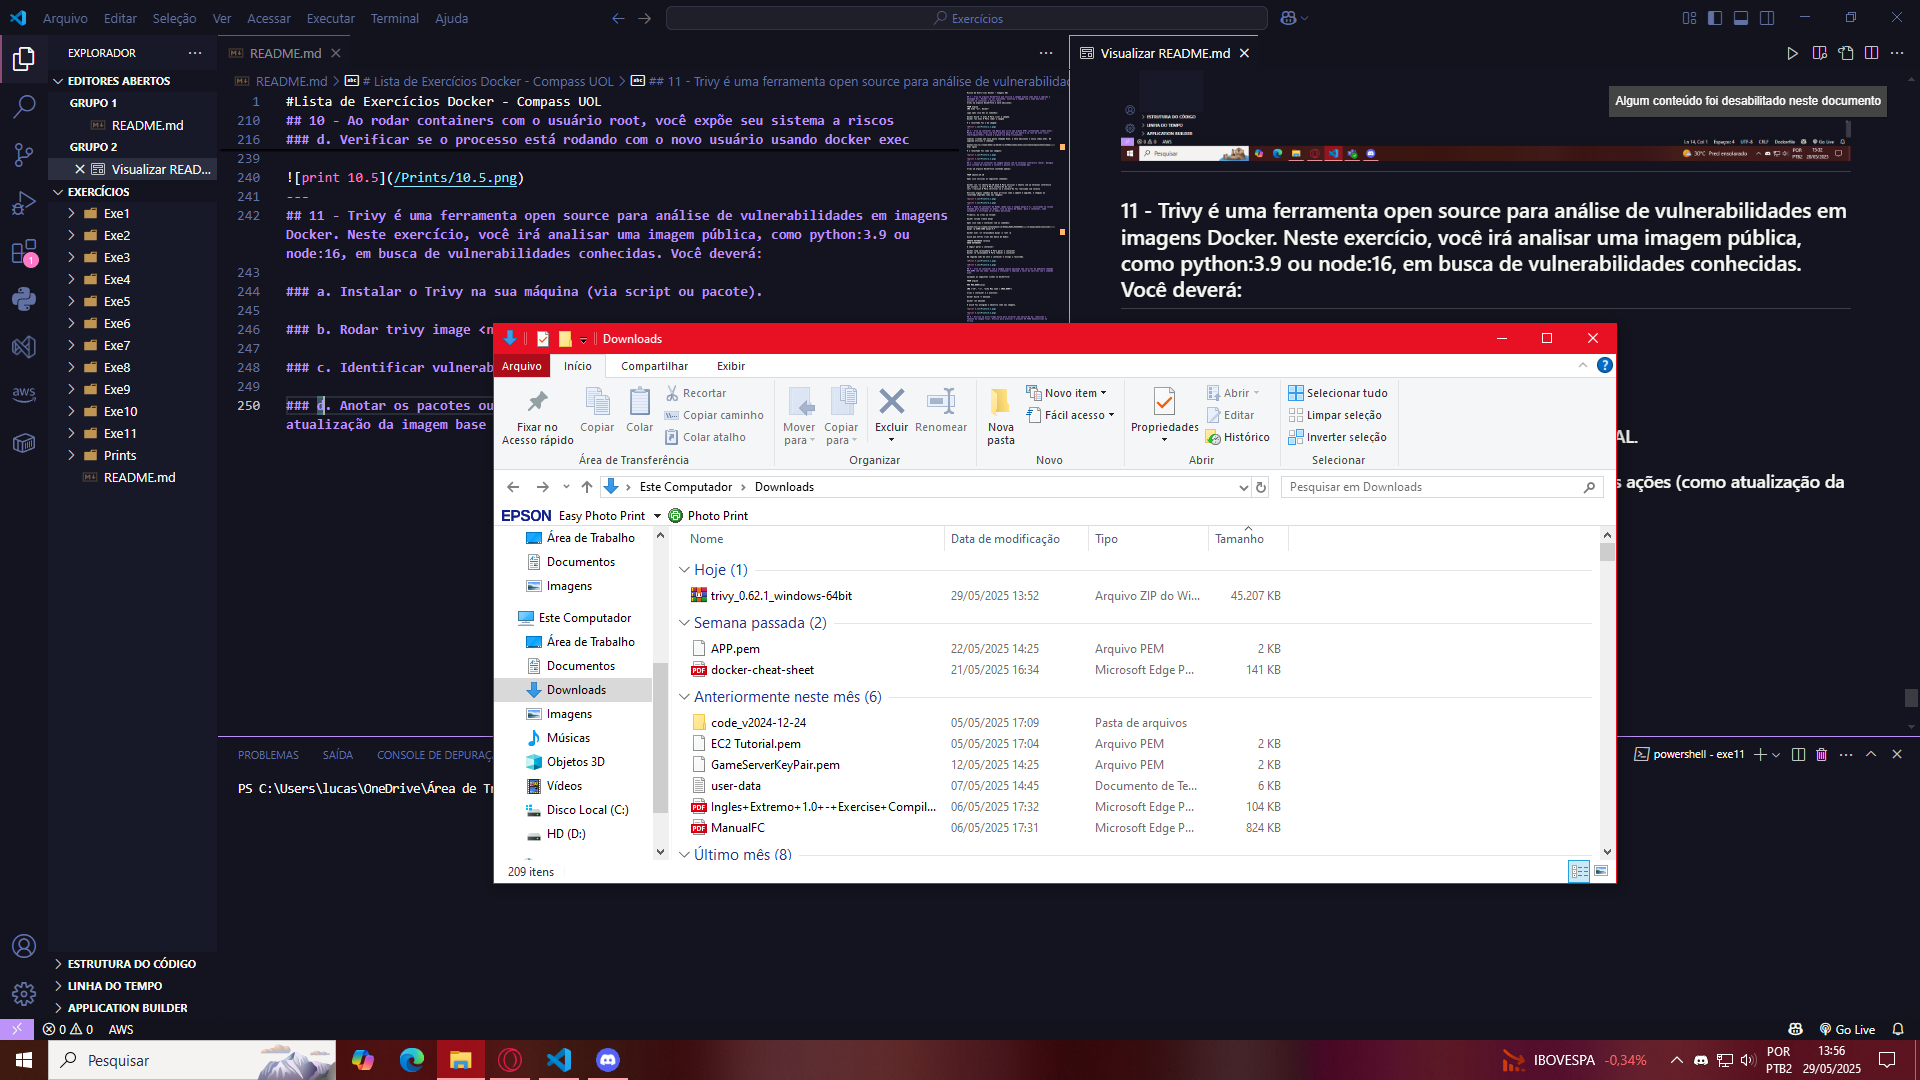 Arquivo Editar Seleção Ver Acessar Executar Terminal Ajuda
Exercícios
EXPLORADOR
EDITORES ABERTOS
GRUPO 1
README.md
GRUPO 2
Visualizar READ...
EXERCÍCIOS
Exe1
Exe2
Exe3
Exe4
Exe5
Exe6
Exe7
Exe8
Exe9
Exe10
Exe11
Prints
README.md
ESTRUTURA DO CÓDIGO
LINHA DO TEMPO
APPLICATION BUILDER
aws
1
README.md
README.md > # Lista de Exercícios Docker - Compass UOL > ## 11 - Trivy é uma ferramenta open source para análise de vulnerabilidad
1 #Lista de Exercícios Docker - Compass UOL
210 ## 10 - Ao rodar containers com o usuário root, você expõe seu sistema a riscos
216 ### d. Verificar se o processo está rodando com o novo usuário usando docker exec
239
240 ![print 10.5](/Prints/10.5.png)
241 ---
242 ## 11 - Trivy é uma ferramenta open source para análise de vulnerabilidades em imagens
Docker. Neste exercício, você irá analisar uma imagem pública, como python:3.9 ou
node:16, em busca de vulnerabilidades conhecidas. Você deverá:
243
244 ### a. Instalar o Trivy na sua máquina (via script ou pacote).
245
246 ### b. Rodar trivy image <n
247
248 ### c. Identificar vulnerab
249
250 ### d. Anotar os pacotes ou
atualização da imagem base
Visualizar README.md
Algum conteúdo foi desabilitado neste documento
ESTRUTURA DO CÓDIGO
LINHA DO TEMPO
APPLICATION BUILDER
Pesquisar
11 - Trivy é uma ferramenta open source para análise de vulnerabilidades em
imagens Docker. Neste exercício, você irá analisar uma imagem pública,
como python:3.9 ou node:16, em busca de vulnerabilidades conhecidas.
Você deverá:
AL.
s ações (como atualização da
Downloads
Arquivo Início Compartilhar Exibir
Fixar no
Acesso rápido
Copiar
Colar
Recortar
Copiar caminho
Colar atalho
Área de Transferência
Mover
para
Copiar
para
Excluir
Renomear
Organizar
Nova
pasta
Novo item
Fácil acesso
Novo
Propriedades
Abrir
Editar
Histórico
Abrir
Selecionar tudo
Limpar seleção
Inverter seleção
Selecionar
Este Computador > Downloads
Pesquisar em Downloads
EPSON Easy Photo Print Photo Print
Área de Trabalho
Documentos
Imagens
Este Computador
Área de Trabalho
Documentos
Downloads
Imagens
Músicas
Objetos 3D
Vídeos
Disco Local (C:)
HD (D:)
Nome Data de modificação Tipo Tamanho
Hoje (1)
trivy_0.62.1_windows-64bit 29/05/2025 13:52 Arquivo ZIP do Wi... 45.207 KB
Semana passada (2)
APP.pem 22/05/2025 14:25 Arquivo PEM 2 KB
docker-cheat-sheet 21/05/2025 16:34 Microsoft Edge P... 141 KB
Anteriormente neste mês (6)
code_v2024-12-24 05/05/2025 17:09 Pasta de arquivos
EC2 Tutorial.pem 05/05/2025 17:04 Arquivo PEM 2 KB
GameServerKeyPair.pem 12/05/2025 14:25 Arquivo PEM 2 KB
user-data 07/05/2025 14:45 Documento de Te... 6 KB
Ingles+Extremo+1.0+-+Exercise+Compil... 06/05/2025 17:32 Microsoft Edge P... 104 KB
ManualFC 06/05/2025 17:31 Microsoft Edge P... 824 KB
Último mês (8)
209 itens
PROBLEMAS SAÍDA CONSOLE DE DEPURAÇ
powershell - exe11
PS C:\Users\lucas\OneDrive\Área de Tr
0 0 AWS
Go Live
Pesquisar
IBOVESPA -0,34%
POR
PTB2
13:56
29/05/2025